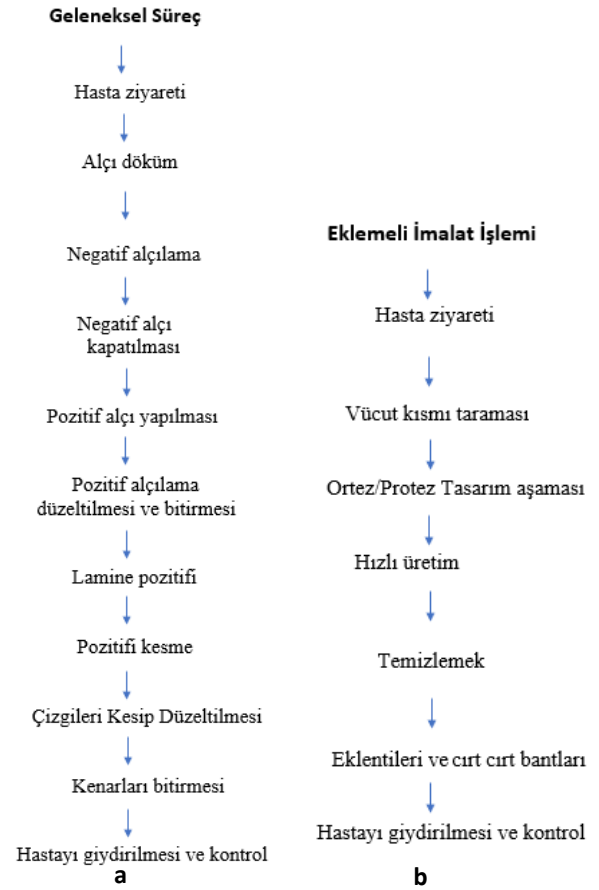 Geleneksel Süreç
Hasta ziyareti
Alçı döküm
Negatif alçılama
Negatif alçı
kapatılması
Pozitif alçı yapılması
Pozitif alçılama
düzeltilmesi ve bitirmesi
Lamine pozitifi
Pozitifi kesme
Çizgileri Kesip Düzeltilmesi
Kenarları bitirmesi
Hastayı giydirilmesi ve kontrol
a
Eklemeli İmalat İşlemi
Hasta ziyareti
Vücut kısmı taraması
Ortez/Protez Tasarım aşaması
Hızlı üretim
Temizlemek
Eklentileri ve cırt cırt bantları
Hastayı giydirilmesi ve kontrol
b